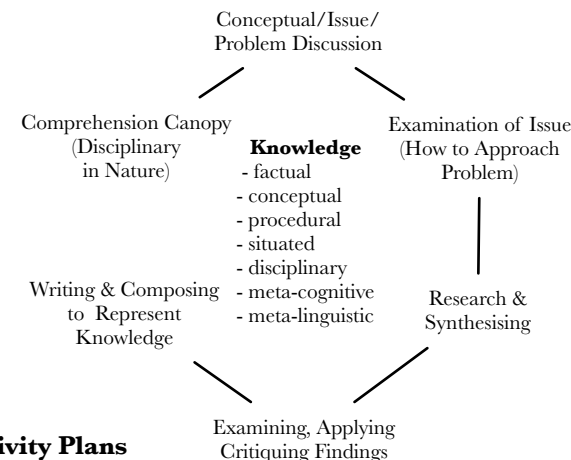 Conceptual/Issue/
Problem Discussion
Comprehension Canopy
(Disciplinary
in Nature)
Examination of Issue
(How to Approach
Problem)
Knowledge
- factual
- conceptual
- procedural
- situated
- disciplinary
- meta-cognitive
- meta-linguistic
Writing & Composing
to Represent
Knowledge
Research &
Synthesising
Examining, Applying
Critiquing Findings
Plans